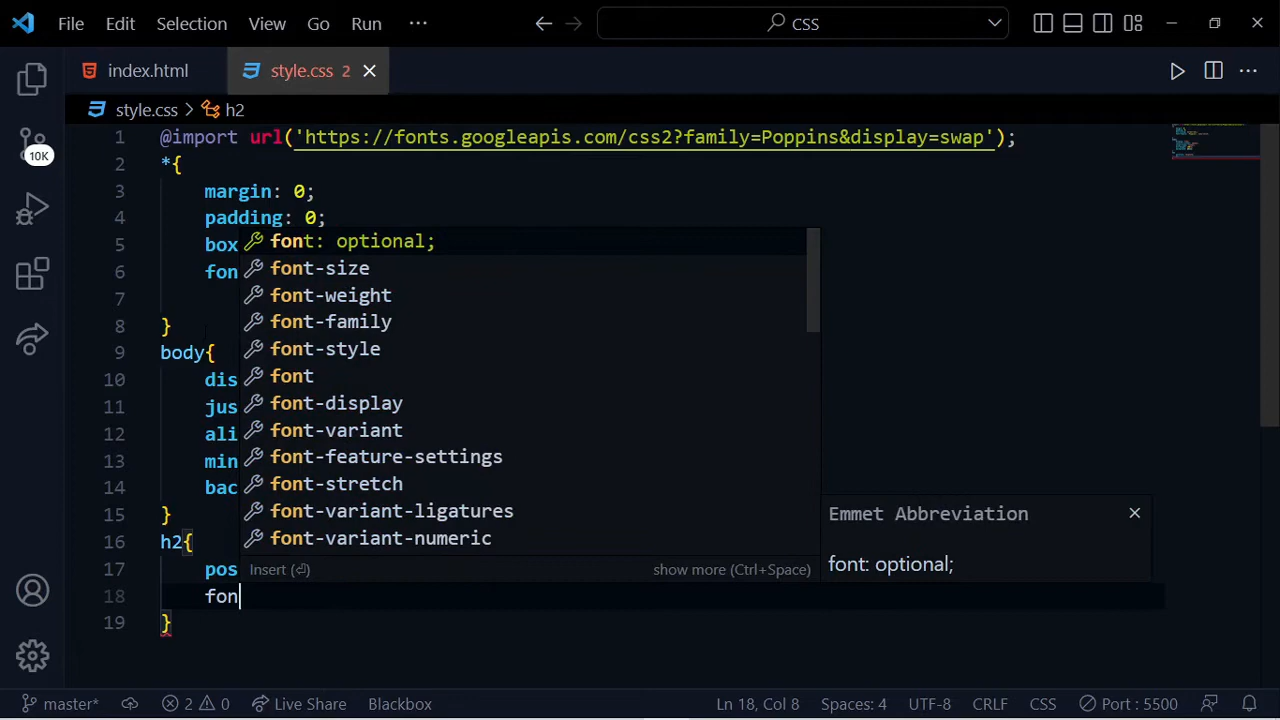 File Edit Selection View Go Run ··· CSS
index.html style.css 2
style.css > h2
1 @import url('https://fonts.googleapis.com/css2?family=Poppins&display=swap');
2 *{
3 margin: 0;
4 padding: 0;
5 box
font: optional;
6 fon
font-size
7
font-weight
8 }
font-family
9 body{
font-style
10 dis
font
11 jus
font-display
12 ali
font-variant
13 min
font-feature-settings
14 bac
font-stretch
15 }
font-variant-ligatures
Emmet Abbreviation
16 h2{
font-variant-numeric
font: optional;
17 pos
Insert (⏎) show more (Ctrl+Space)
18 fon
19 }
10K
master* 2 0 Live Share Blackbox Ln 18, Col 8 Spaces: 4 UTF-8 CRLF CSS Port : 5500